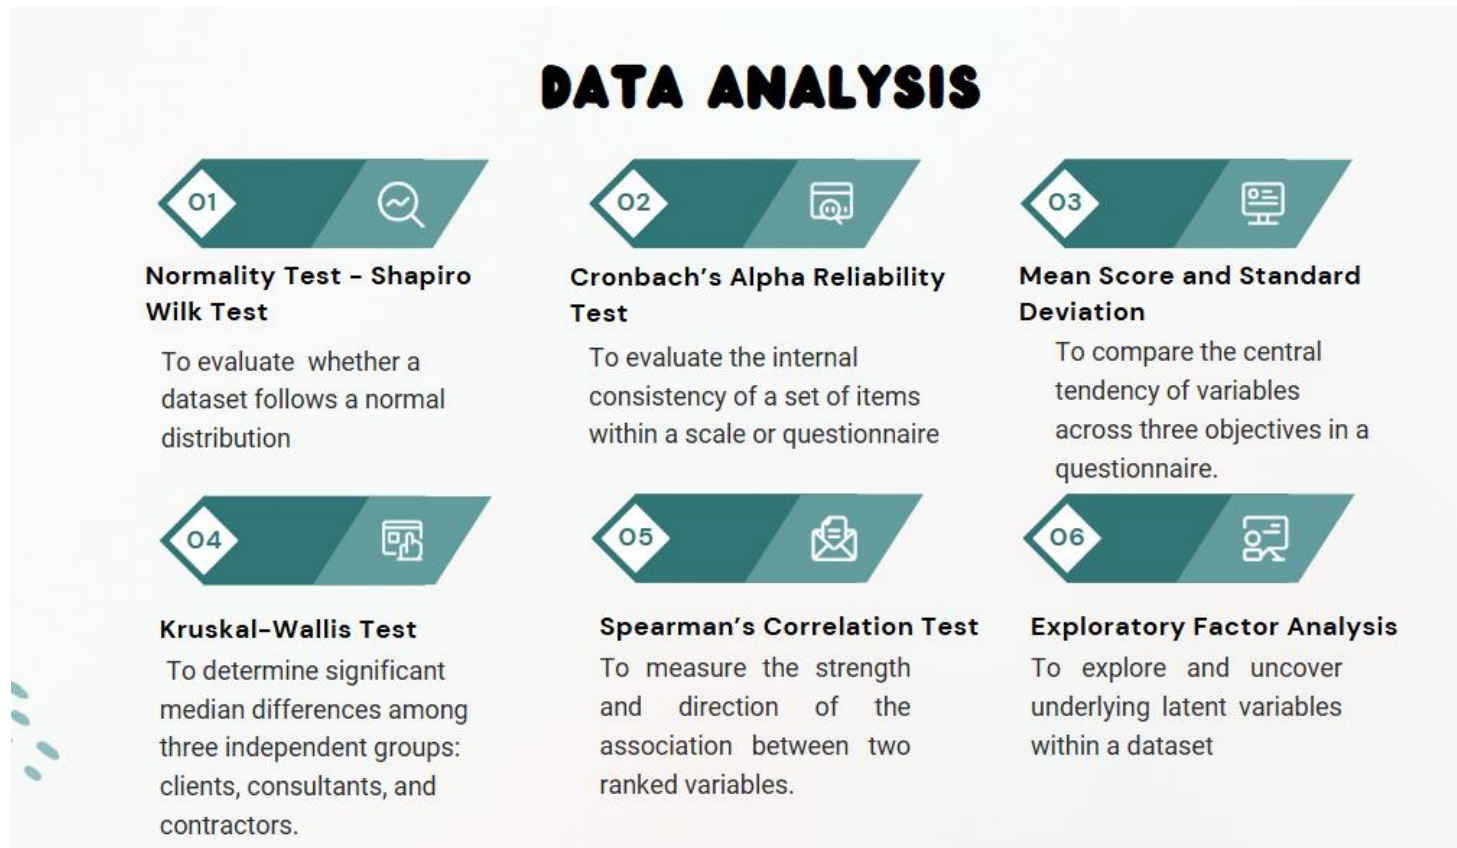 DATA ANALYSIS
01
Normality Test - Shapiro
Wilk Test
To evaluate whether a
dataset follows a normal
distribution
02
Cronbach's Alpha Reliability
Test
To evaluate the internal
consistency of a set of items
within a scale or questionnaire
03
Mean Score and Standard
Deviation
To compare the central
tendency of variables
across three objectives in a
questionnaire.
04
Kruskal-Wallis Test
To determine significant
median differences among
three independent groups:
clients, consultants, and
contractors.
05
Spearman's Correlation Test
To measure the strength
and direction of the
association between two
ranked variables.
06
Exploratory Factor Analysis
To explore and uncover
underlying latent variables
within a dataset